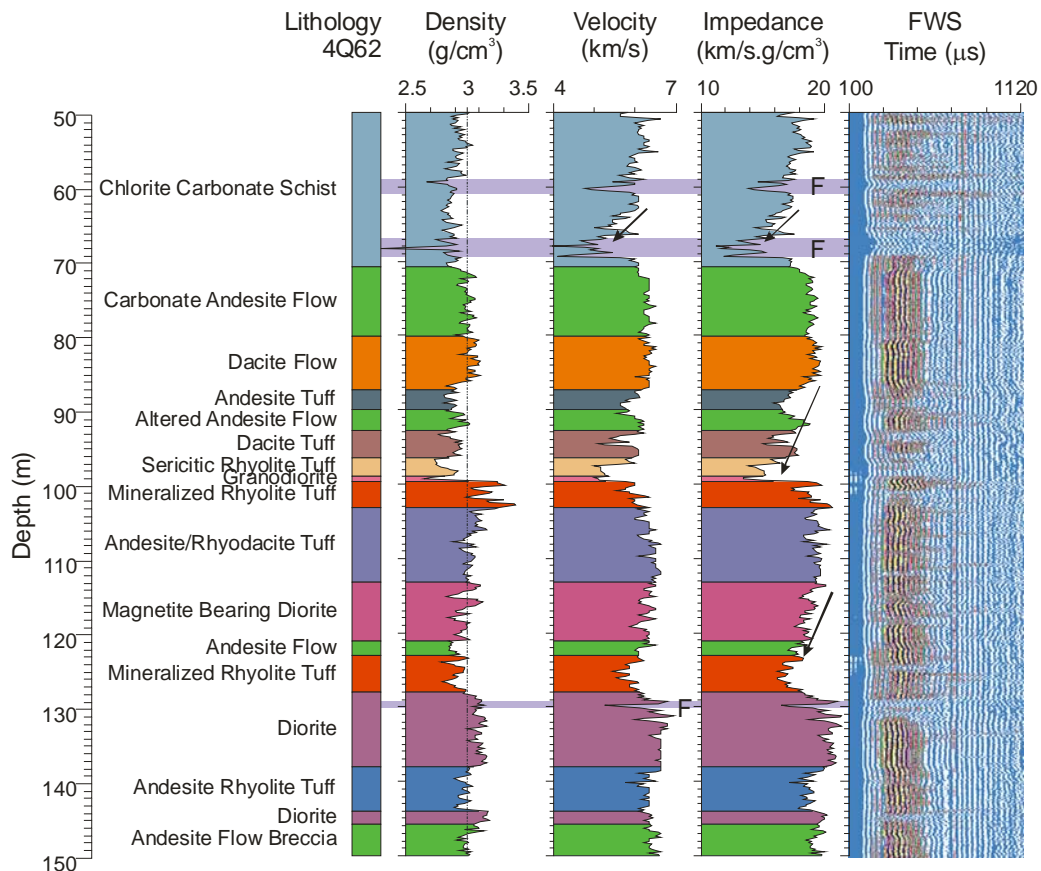 Lithology
4Q62
Density
(g/cm³)
Velocity
(km/s)
Impedance
(km/s.g/cm³)
FWS
Time (µs)
2.5 3 3.5
4 7
10 20
100 1120
50
Chlorite Carbonate Schist
60
F
F
70
Carbonate Andesite Flow
80
Dacite Flow
Andesite Tuff
90
Altered Andesite Flow
Dacite Tuff
Sericitic Rhyolite Tuff
Granodiorite
100
Mineralized Rhyolite Tuff
Depth (m)
Andesite/Rhyodacite Tuff
110
Magnetite Bearing Diorite
120
Andesite Flow
Mineralized Rhyolite Tuff
130
F
Diorite
140
Andesite Rhyolite Tuff
Diorite
Andesite Flow Breccia
150